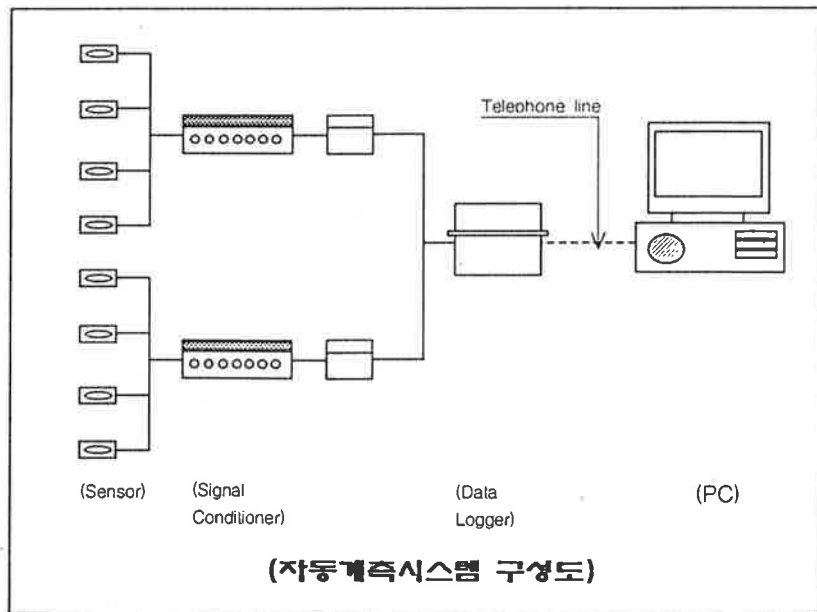 Telephone line
(Sensor)
(Signal
Conditioner)
(Data
Logger)
(PC)
(자동계측시스템 구성도)